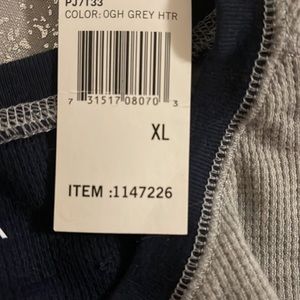 PJ7133
COLOR: OGH GREY HTR
7 31517 08070 3
XL
ITEM :1147226